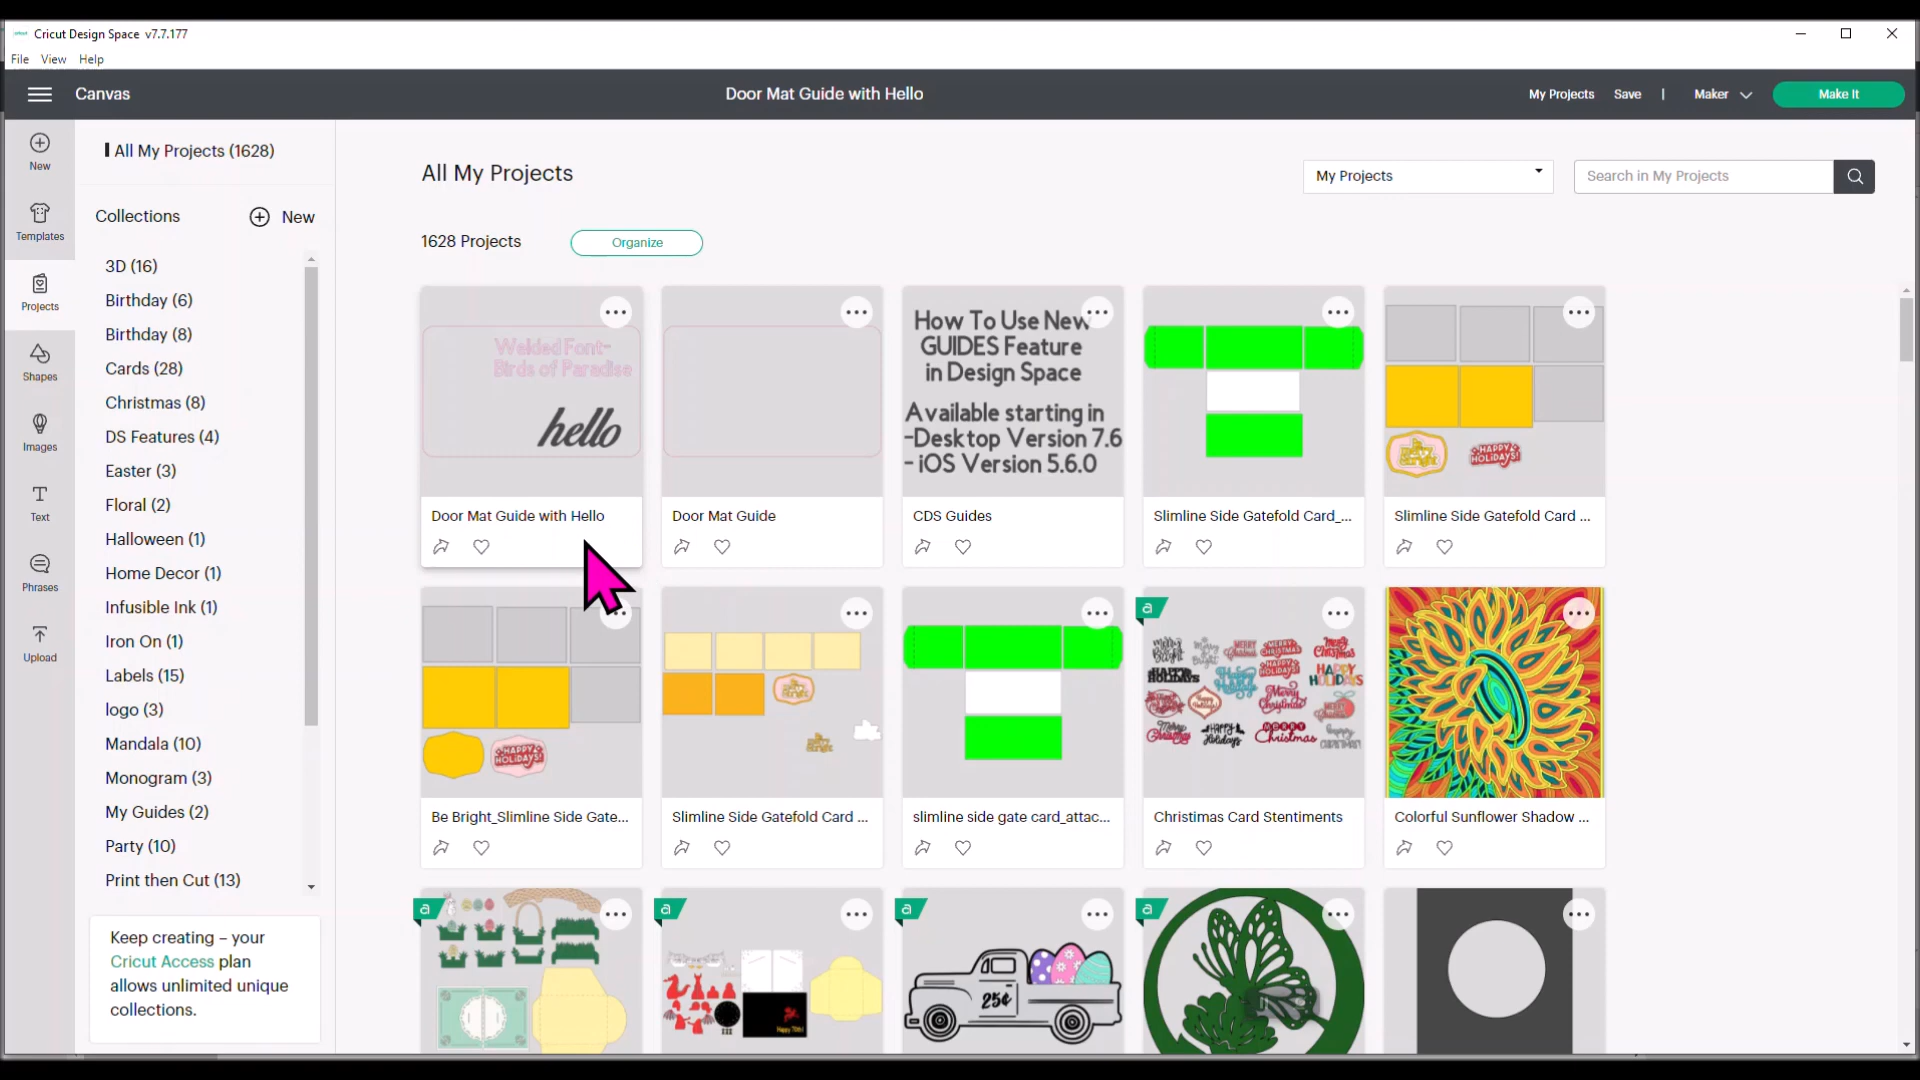 Cricut Design Space v7.7.177
File View Help
Canvas
Door Mat Guide with Hello
My Projects Save | Maker Make It
New
Templates
Projects
Shapes
Images
Text
Phrases
Upload
All My Projects (1628)
Collections New
3D (16)
Birthday (6)
Birthday (8)
Cards (28)
Christmas (8)
DS Features (4)
Easter (3)
Floral (2)
Halloween (1)
Home Decor (1)
Infusible Ink (1)
Iron On (1)
Labels (15)
logo (3)
Mandala (10)
Monogram (3)
My Guides (2)
Party (10)
Print then Cut (13)
Keep creating – your
Cricut Access plan
allows unlimited unique
collections.
All My Projects
My Projects
Search in My Projects
1628 Projects
Organize
Welded Font-
Birds of Paradise
hello
Door Mat Guide with Hello
Door Mat Guide
How To Use New
GUIDES Feature
in Design Space
Available starting in
-Desktop Version 7.6
- iOS Version 5.6.0
CDS Guides
Slimline Side Gatefold Card_...
HAPPY
HOLIDAYS!
Slimline Side Gatefold Card ...
HAPPY
HOLIDAYS!
Be Bright_Slimline Side Gate...
Slimline Side Gatefold Card ...
slimline side gate card_attac...
a
Christimas Card Stentiments
Colorful Sunflower Shadow ...
a
a
Happy 70th!
a
25¢
a